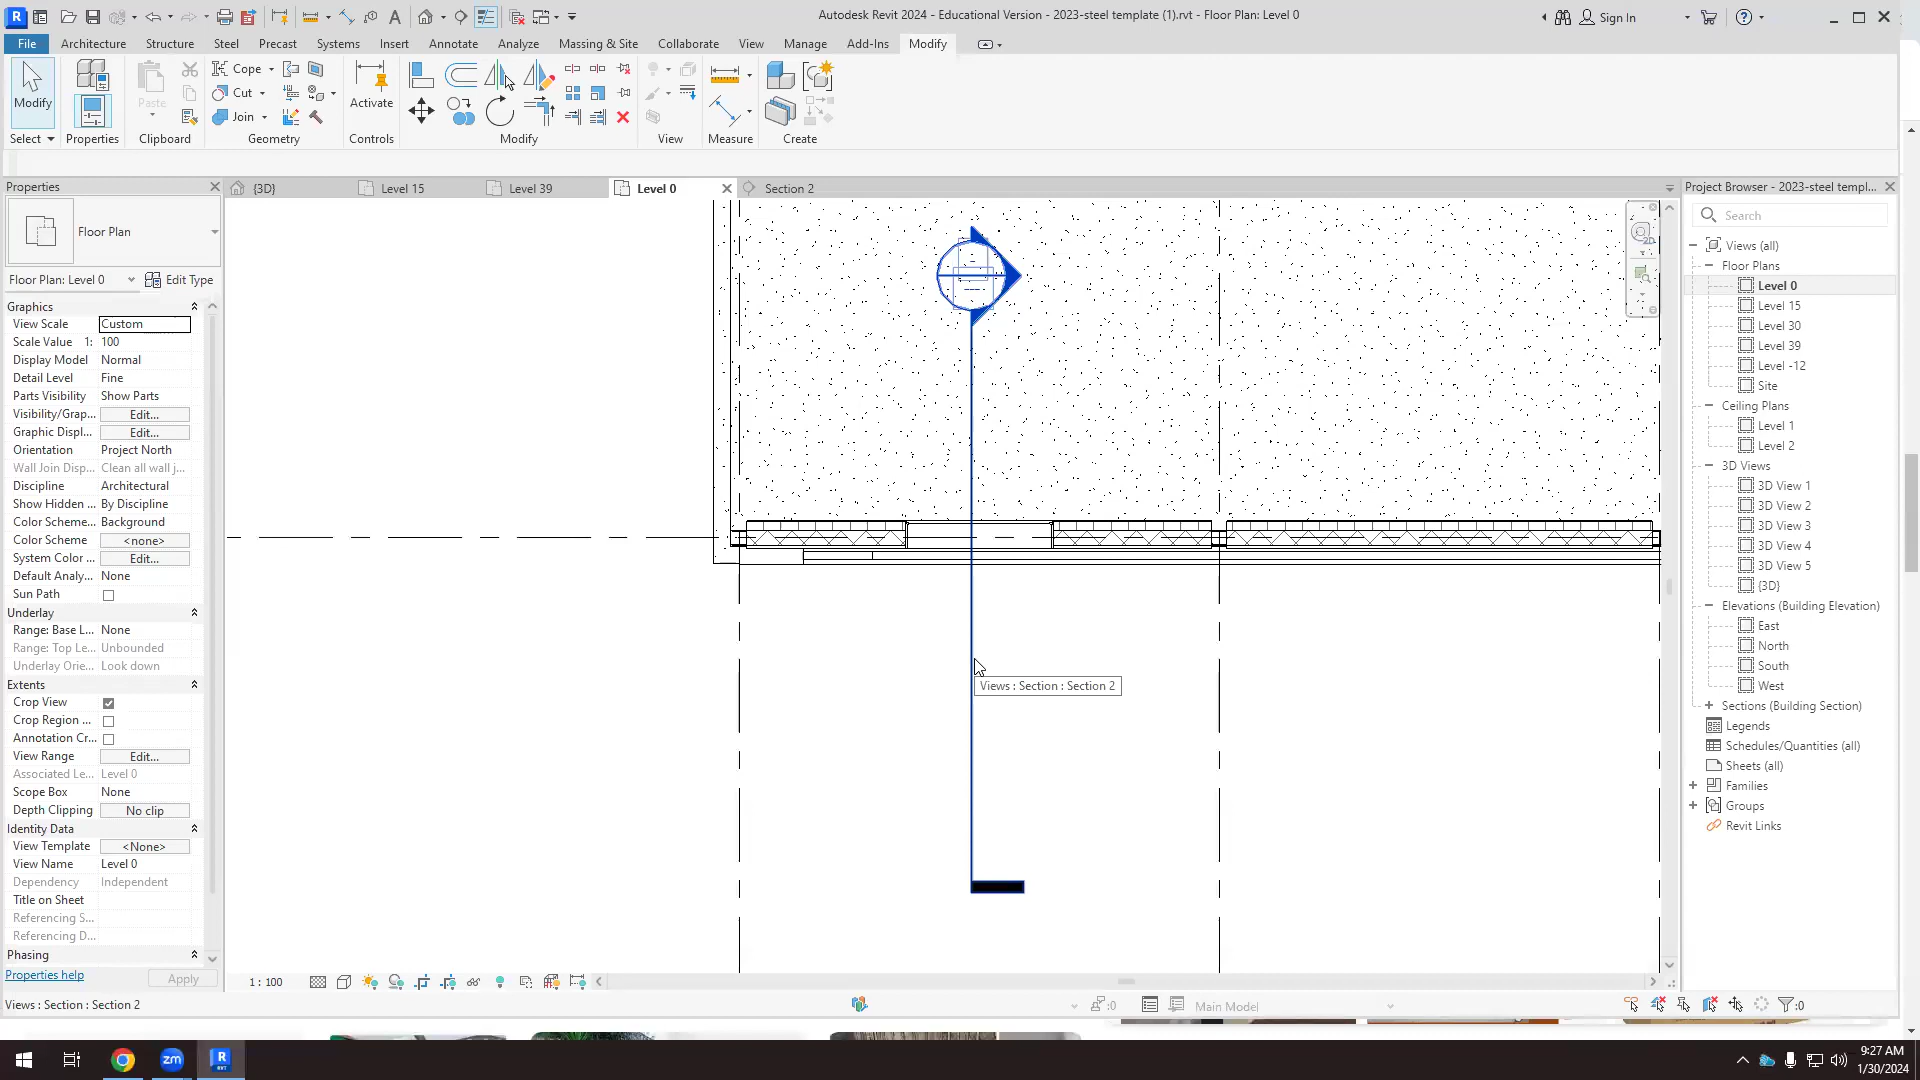 Autodesk Revit 2024 - Educational Version - 2023-steel template (1).rvt - Floor Plan: Level 0
Sign In
File Architecture Structure Steel Precast Systems Insert Annotate Analyze Massing & Site Collaborate View Manage Add-Ins Modify
Modify
Paste
Cope
Cut
Join
Activate
Select Properties Clipboard Geometry Controls Modify View Measure Create
Properties
{3D} Level 15 Level 39 Level 0 Section 2
Project Browser - 2023-steel templ...
Floor Plan
Floor Plan: Level 0 Edit Type
Graphics
View Scale Custom
Scale Value 1: 100
Display Model Normal
Detail Level Fine
Parts Visibility Show Parts
Visibility/Grap... Edit...
Graphic Displ... Edit...
Orientation Project North
Wall Join Disp... Clean all wall j...
Discipline Architectural
Show Hidden ... By Discipline
Color Scheme... Background
Color Scheme <none>
System Color ... Edit...
Default Analy... None
Sun Path
Underlay
Range: Base L... None
Range: Top Le... Unbounded
Underlay Orie... Look down
Extents
Crop View
Crop Region ...
Annotation Cr...
View Range Edit...
Associated Le... Level 0
Scope Box None
Depth Clipping No clip
Identity Data
View Template <None>
View Name Level 0
Dependency Independent
Title on Sheet
Referencing S...
Referencing D...
Phasing
Properties help Apply
Views : Section : Section 2
2D
Search
Views (all)
Floor Plans
Level 0
Level 15
Level 30
Level 39
Level -12
Site
Ceiling Plans
Level 1
Level 2
3D Views
3D View 1
3D View 2
3D View 3
3D View 4
3D View 5
{3D}
Elevations (Building Elevation)
East
North
South
West
Sections (Building Section)
Legends
Schedules/Quantities (all)
Sheets (all)
Families
Groups
Revit Links
1 : 100
Views : Section : Section 2
:0
Main Model
:0
zm
R
RVT
9:27 AM
1/30/2024